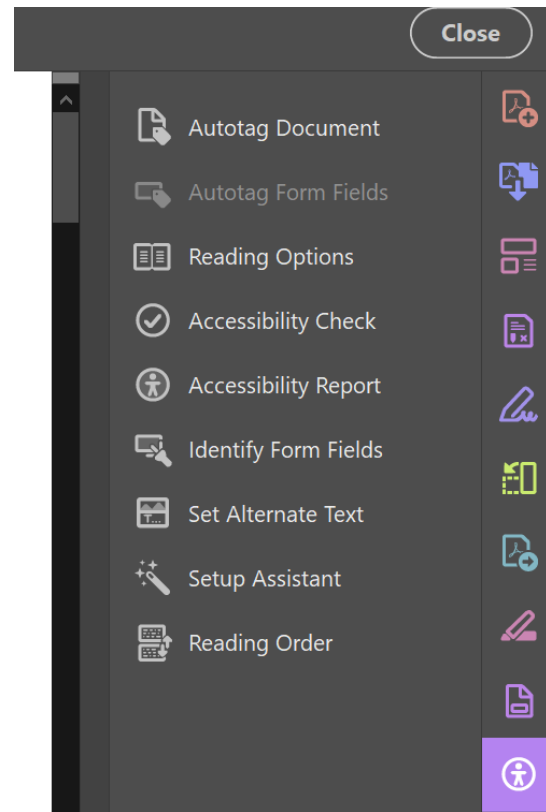 Close
Autotag Document
Autotag Form Fields
Reading Options
Accessibility Check
Accessibility Report
Identify Form Fields
Set Alternate Text
Setup Assistant
Reading Order